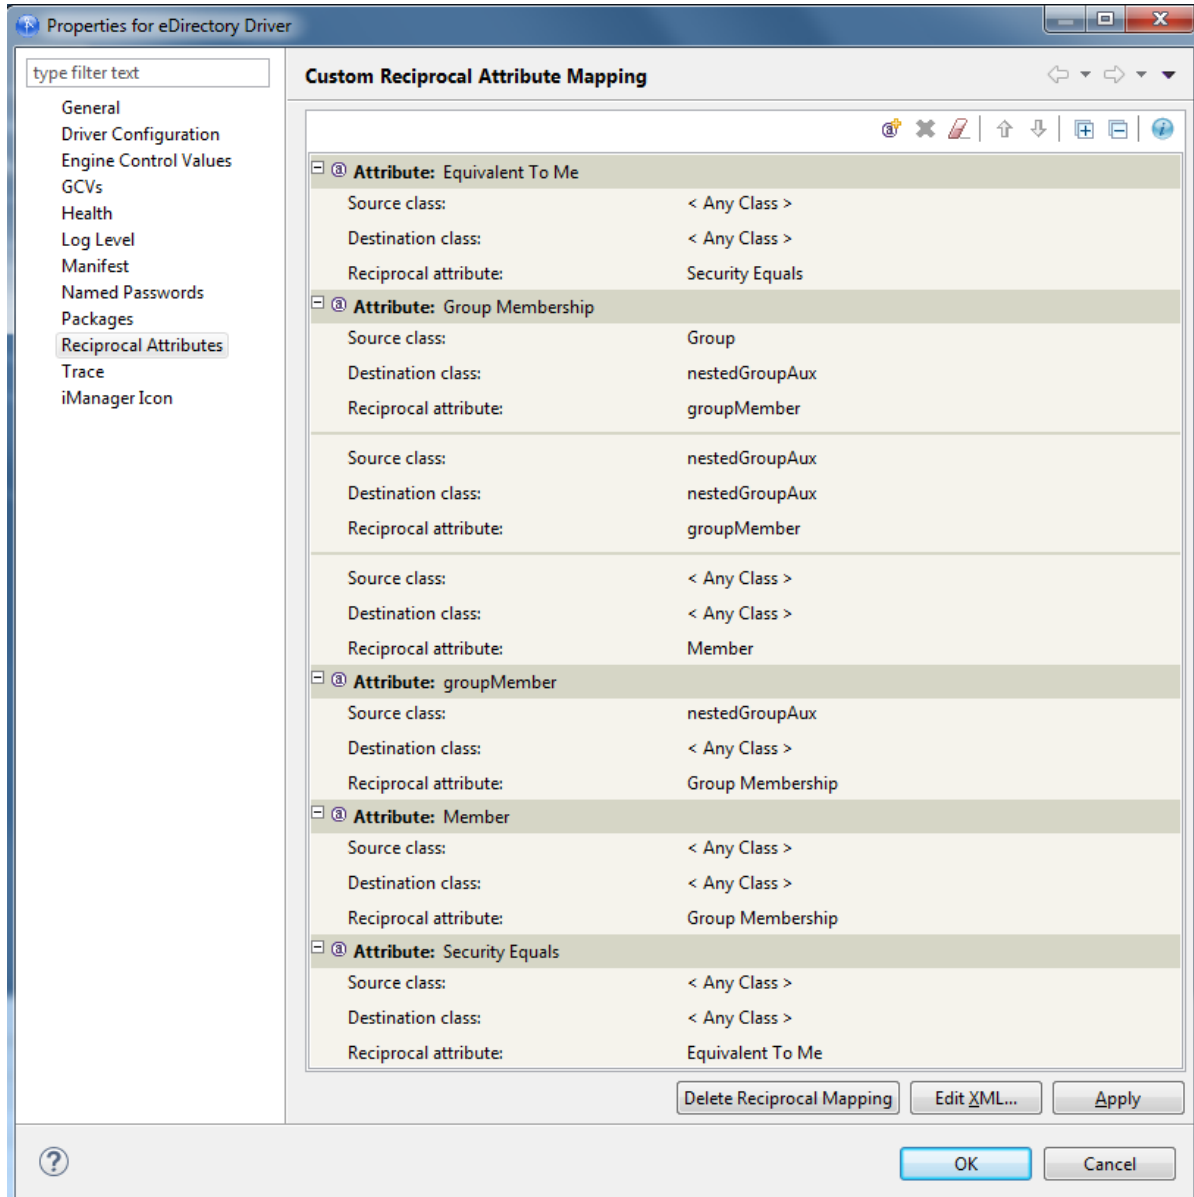 Properties for eDirectory Driver
type filter text
General
Driver Configuration
Engine Control Values
GCVs
Health
Log Level
Manifest
Named Passwords
Packages
Reciprocal Attributes
Trace
iManager Icon
Custom Reciprocal Attribute Mapping
Attribute: Equivalent To Me
Source class: < Any Class >
Destination class: < Any Class >
Reciprocal attribute: Security Equals
Attribute: Group Membership
Source class: Group
Destination class: nestedGroupAux
Reciprocal attribute: groupMember
Source class: nestedGroupAux
Destination class: nestedGroupAux
Reciprocal attribute: groupMember
Source class: < Any Class >
Destination class: < Any Class >
Reciprocal attribute: Member
Attribute: groupMember
Source class: nestedGroupAux
Destination class: < Any Class >
Reciprocal attribute: Group Membership
Attribute: Member
Source class: < Any Class >
Destination class: < Any Class >
Reciprocal attribute: Group Membership
Attribute: Security Equals
Source class: < Any Class >
Destination class: < Any Class >
Reciprocal attribute: Equivalent To Me
Delete Reciprocal Mapping Edit XML... Apply
OK Cancel